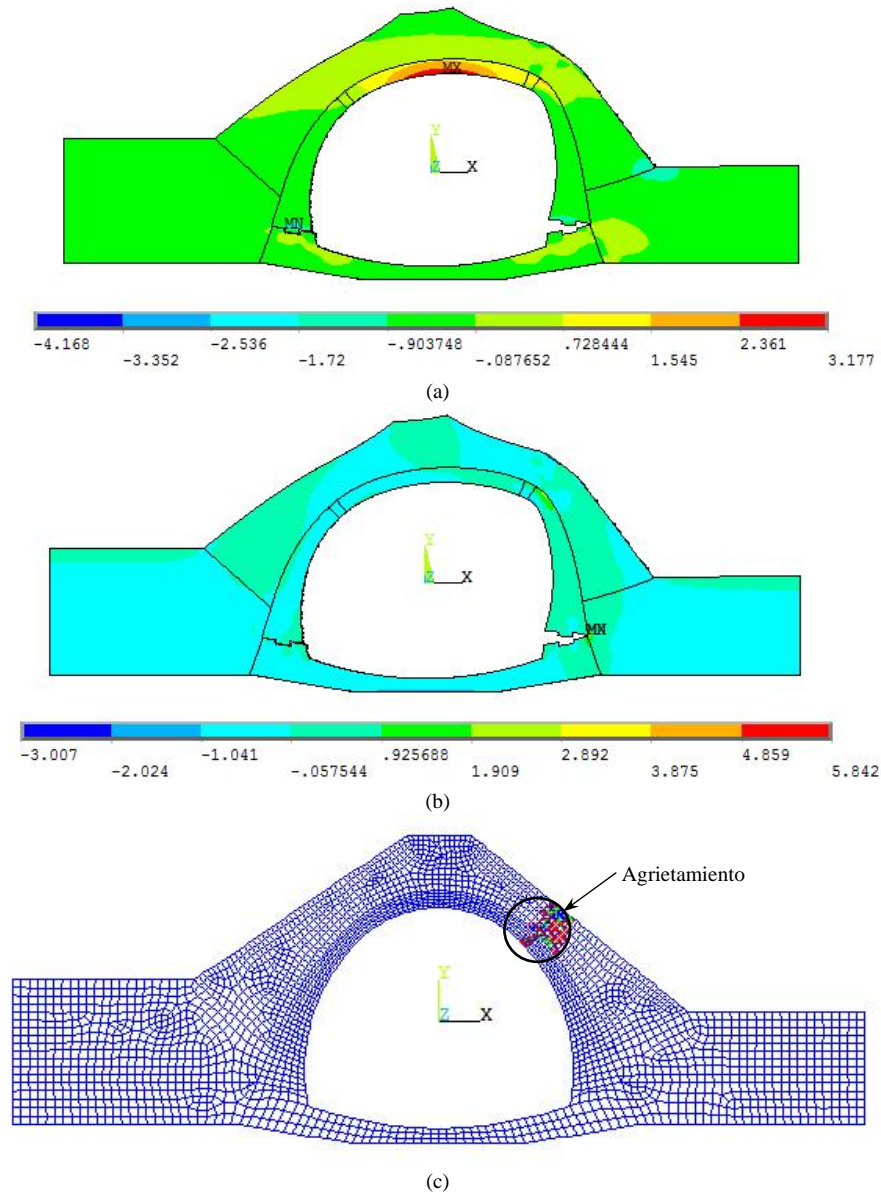 MX
Y
Z X
MN
-4.168 -2.536 -.903748 .728444 2.361
-3.352 -1.72 -.087652 1.545 3.177
(a)
Y
Z X
MN
-3.007 -1.041 .925688 2.892 4.859
-2.024 -.057544 1.909 3.875 5.842
(b)
Agrietamiento
Y
Z X
(c)